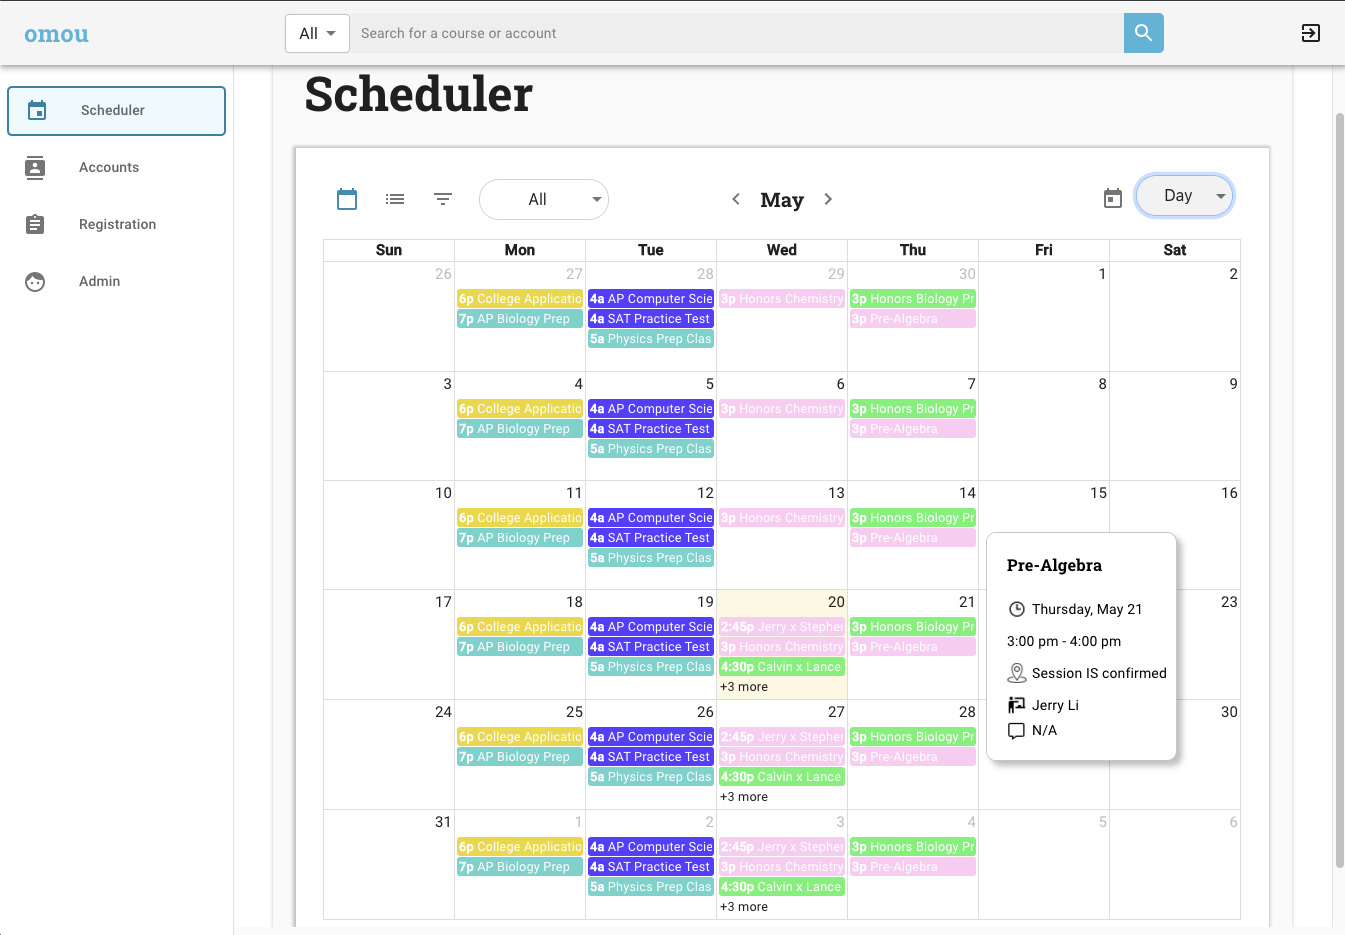 omou
All
Search for a course or account
Scheduler
Accounts
Registration
Admin
Scheduler
All
May
Day
Sun Mon Tue Wed Thu Fri Sat
26 27 28 29 30 1 2
6p College Applicatio 4a AP Computer Scie 3p Honors Chemistry 3p Honors Biology Pr
7p AP Biology Prep 4a SAT Practice Test 3p Pre-Algebra
5a Physics Prep Clas
3 4 5 6 7 8 9
6p College Applicatio 4a AP Computer Scie 3p Honors Chemistry 3p Honors Biology Pr
7p AP Biology Prep 4a SAT Practice Test 3p Pre-Algebra
5a Physics Prep Clas
10 11 12 13 14 15 16
6p College Applicatio 4a AP Computer Scie 3p Honors Chemistry 3p Honors Biology Pr
7p AP Biology Prep 4a SAT Practice Test 3p Pre-Algebra
5a Physics Prep Clas
17 18 19 20 21 23
6p College Applicatio 4a AP Computer Scie 2:45p Jerry x Stephen 3p Honors Biology Pr
7p AP Biology Prep 4a SAT Practice Test 3p Honors Chemistry 3p Pre-Algebra
5a Physics Prep Clas 4:30p Calvin x Lance
+3 more
24 25 26 27 28 30
6p College Applicatio 4a AP Computer Scie 2:45p Jerry x Stephen 3p Honors Biology Pr
7p AP Biology Prep 4a SAT Practice Test 3p Honors Chemistry 3p Pre-Algebra
5a Physics Prep Clas 4:30p Calvin x Lance
+3 more
31 1 2 3 4 5 6
6p College Applicatio 4a AP Computer Scie 2:45p Jerry x Stephen 3p Honors Biology Pr
7p AP Biology Prep 4a SAT Practice Test 3p Honors Chemistry 3p Pre-Algebra
5a Physics Prep Clas 4:30p Calvin x Lance
+3 more
Pre-Algebra
Thursday, May 21
3:00 pm - 4:00 pm
Session IS confirmed
Jerry Li
N/A